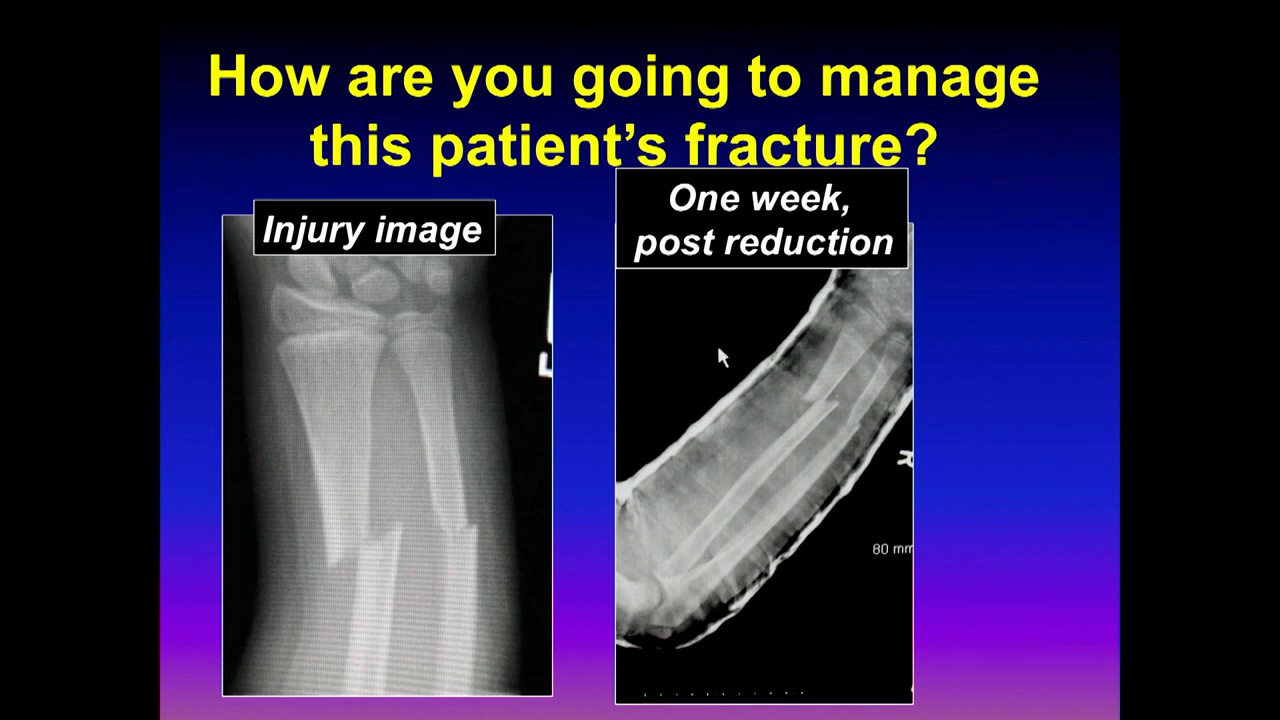 How are you going to manage
this patient's fracture?
Injury image
One week,
post reduction
L
R
80 mm